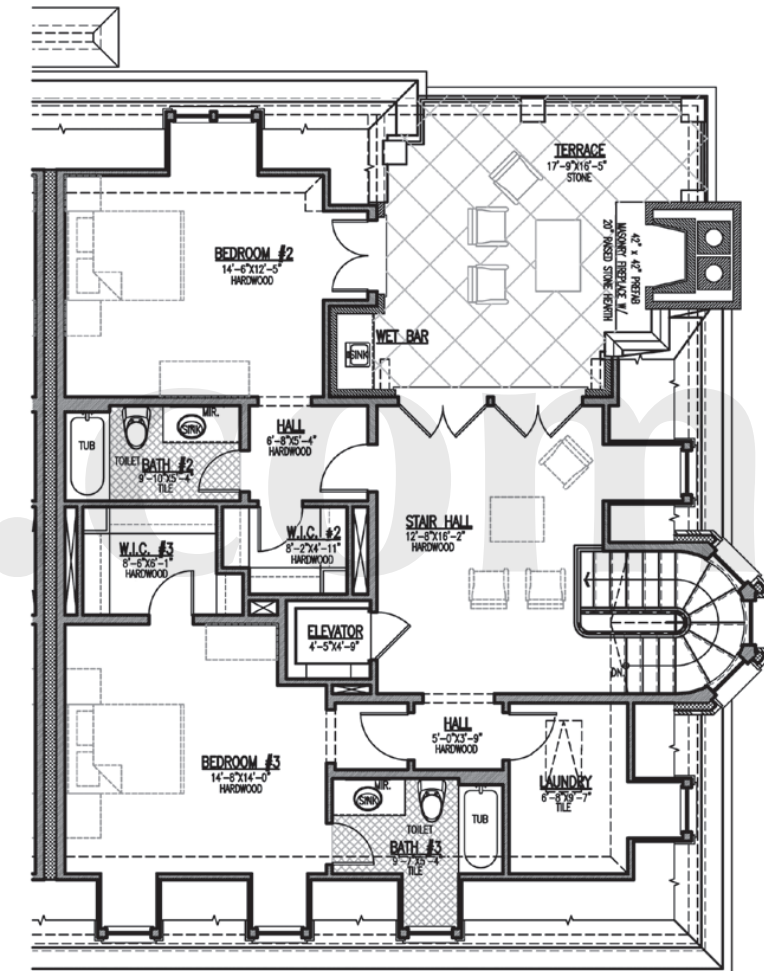 TERRACE
17'-9"X16'-5"
STONE
42" x 42" PREFAB
MASONRY FIREPLACE W/
20" RAISED STONE HEARTH
BEDROOM #2
14'-6"X12'-5"
HARDWOOD
WET BAR
SINK
MIR.
SINK
TUB
TOILET
BATH #2
9'-10"X5'-4"
TILE
HALL
6'-8"X5'-4"
HARDWOOD
STAIR HALL
12'-8"X16'-2"
HARDWOOD
W.I.C. #2
8'-2"X4'-11"
HARDWOOD
W.I.C. #3
8'-6"X6'-1"
HARDWOOD
.com
ELEVATOR
4'-5"X4'-9"
DN.
HALL
5'-0"X3'-9"
HARDWOOD
BEDROOM #3
14'-8"X14'-0"
HARDWOOD
LAUNDRY
6'-8"X9'-7"
TILE
MIR.
SINK
TOILET
TUB
BATH #3
9'-7"X5'-4"
TILE